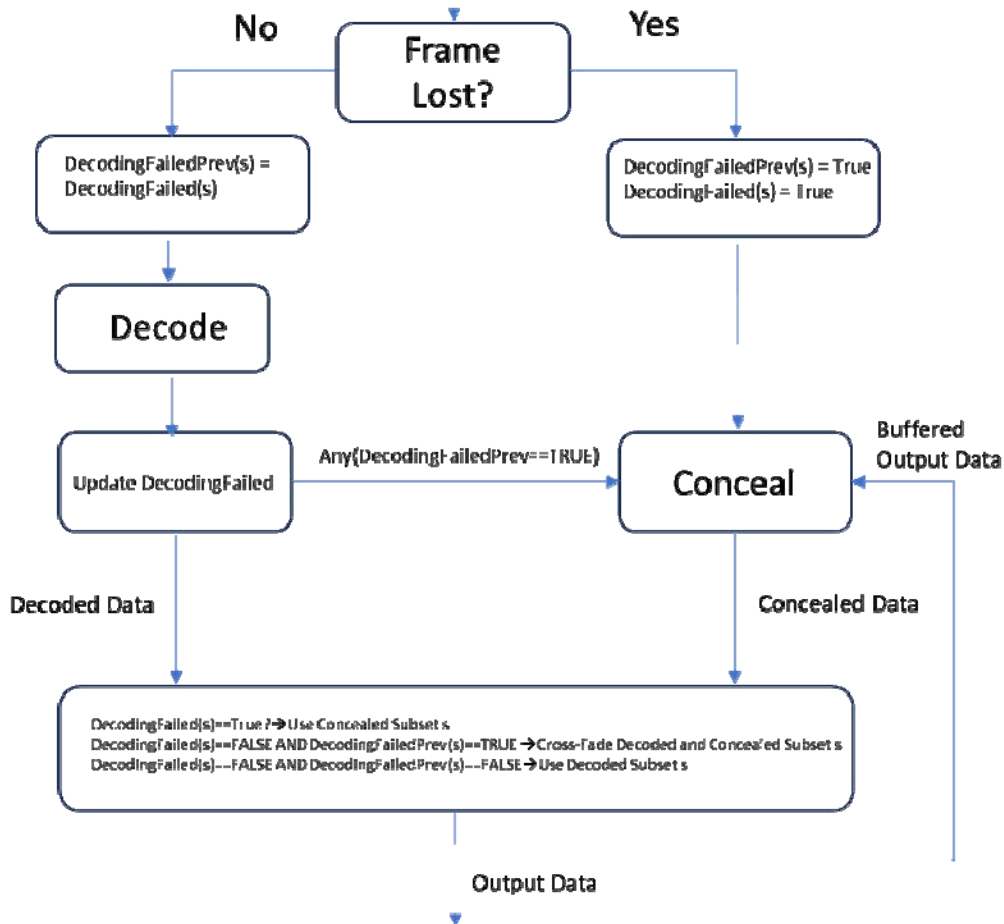 No
Yes
Frame
Lost?
DecodingFailedPrev(s) =
DecodingFailed(s)
DecodingFailedPrev(s) = True
DecodingFailed(s) = True
Decode
Update DecodingFailed
Any(DecodingFailedPrev==TRUE)
Conceal
Buffered
Output Data
Decoded Data
Concealed Data
DecodingFailed(s)==True?→Use Concealed Subset s
DecodingFailed(s)==FALSE AND DecodingFailedPrev(s)==TRUE →Cross-Fade Decoded and Concealed Subset s
DecodingFailed(s)==FALSE AND DecodingFailedPrev(s)==FALSE →Use Decoded Subset s
Output Data